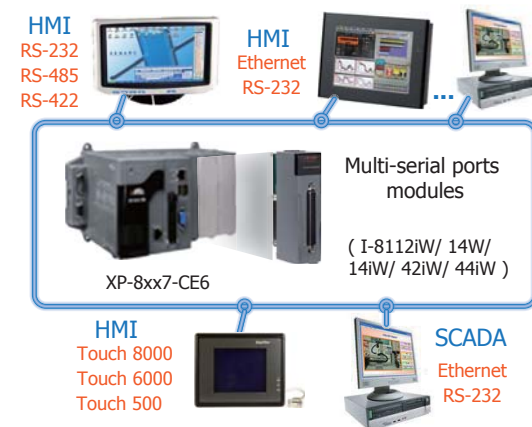 HMI
RS-232
RS-485
RS-422
HMI
Ethernet
RS-232
...
Multi-serial ports
modules
( I-8112iW/ 14W/
14iW/ 42iW/ 44iW )
XP-8xx7-CE6
HMI
Touch 8000
Touch 6000
Touch 500
SCADA
Ethernet
RS-232